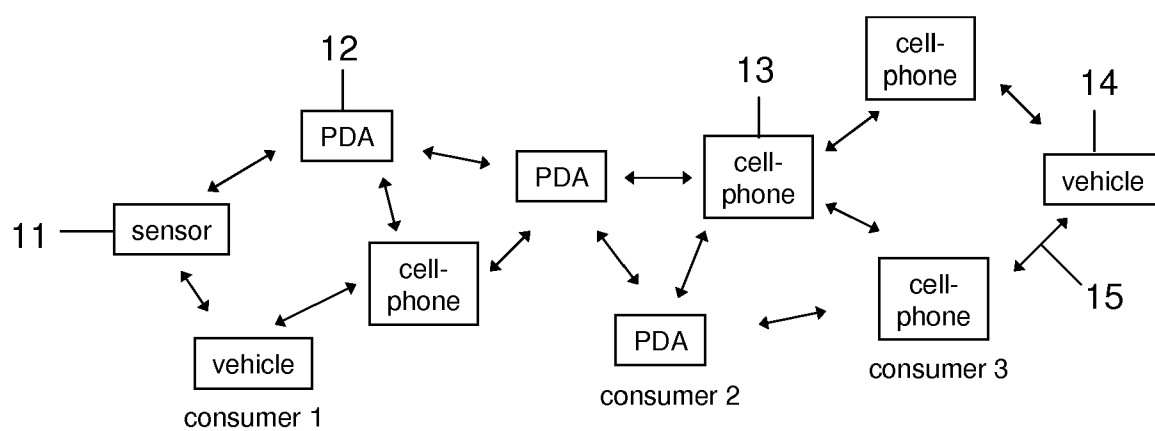 12
PDA
11
sensor
vehicle
consumer 1
cell-
phone
PDA
PDA
consumer 2
13
cell-
phone
cell-
phone
cell-
phone
consumer 3
14
vehicle
15